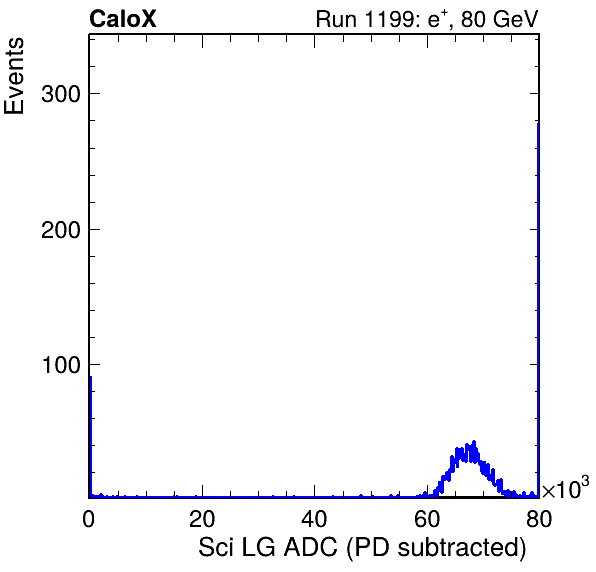 CaloX Run 1199: e⁺, 80 GeV
Events
300
200
100
0 20 40 60 80 ×10³
Sci LG ADC (PD subtracted)